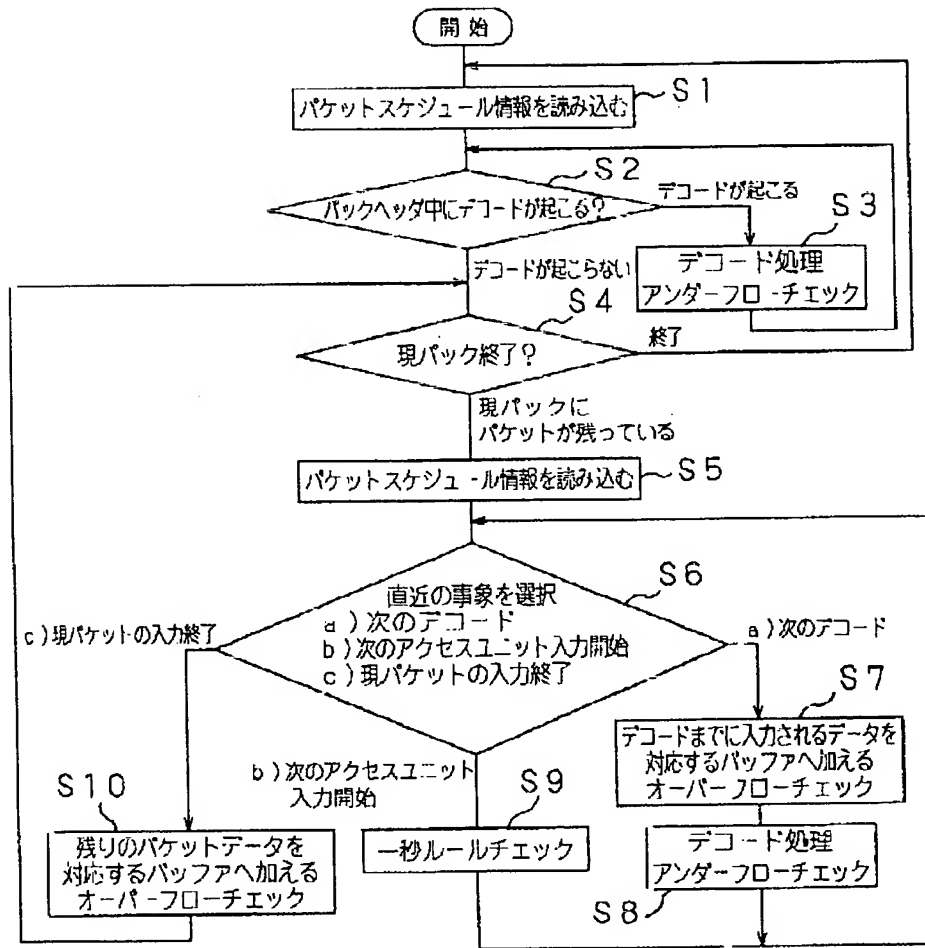 開始
パケットスケジュール情報を読み込む
S1
S2
パックヘッダ中にデコードが起こる?
デコードが起こる
S3
デコード処理
アンダーフローチェック
デコードが起こらない
S4
現パック終了?
終了
現パックに
パケットが残っている
パケットスケジュール情報を読み込む
S5
S6
直近の事象を選択
a)次のデコード
b)次のアクセスユニット入力開始
c)現パケットの入力終了
c)現パケットの入力終了
a)次のデコード
S7
デコードまでに入力されるデータを
対応するバッファへ加える
オーバーフローチェック
b)次のアクセスユニット
入力開始
S9
一秒ルールチェック
S10
残りのパケットデータを
対応するバッファへ加える
オーバーフローチェック
デコード処理
アンダーフローチェック
S8